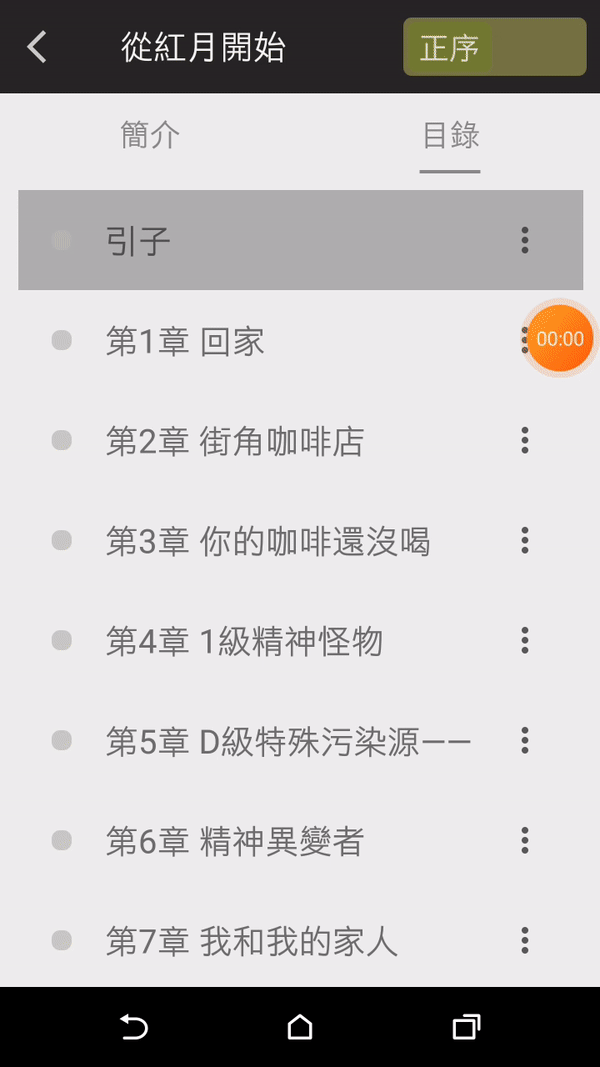 從紅月開始
正序
簡介
目錄
引子
第1章 回家
00:00
第2章 街角咖啡店
第3章 你的咖啡還沒喝
第4章 1級精神怪物
第5章 D級特殊污染源——
第6章 精神異變者
第7章 我和我的家人